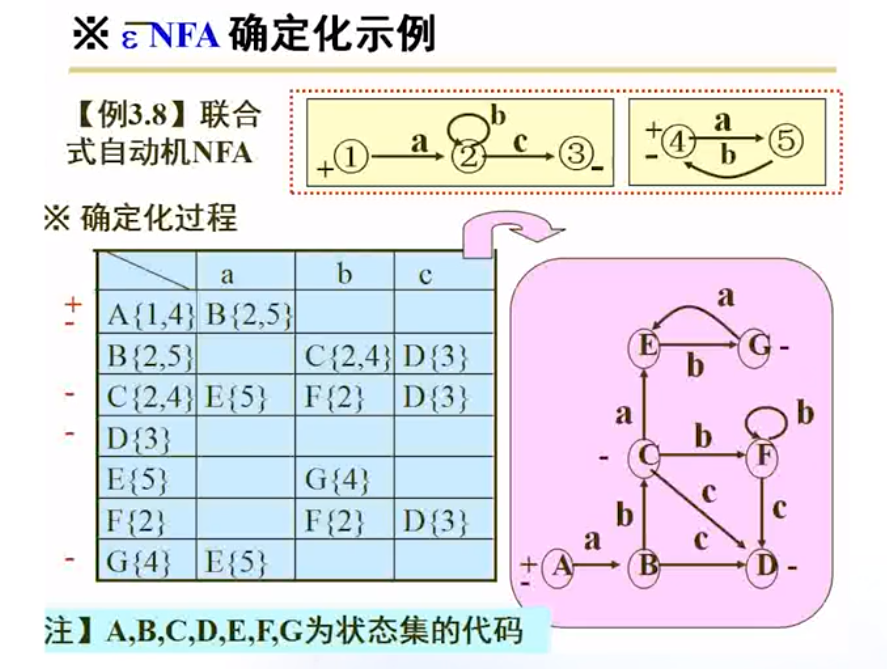 ※ ε NFA 确定化示例
【例3.8】联合
式自动机NFA
+ ① a ② b c ③ -
+ - ④ a b ⑤
※ 确定化过程
a b c
+ - A{1,4} B{2,5}
B{2,5} C{2,4} D{3}
- C{2,4} E{5} F{2} D{3}
- D{3}
E{5} G{4}
F{2} F{2} D{3}
- G{4} E{5}
a
E b G -
a b b
- C F
b c c
a c
+ - A B D -
注】A,B,C,D,E,F,G为状态集的代码